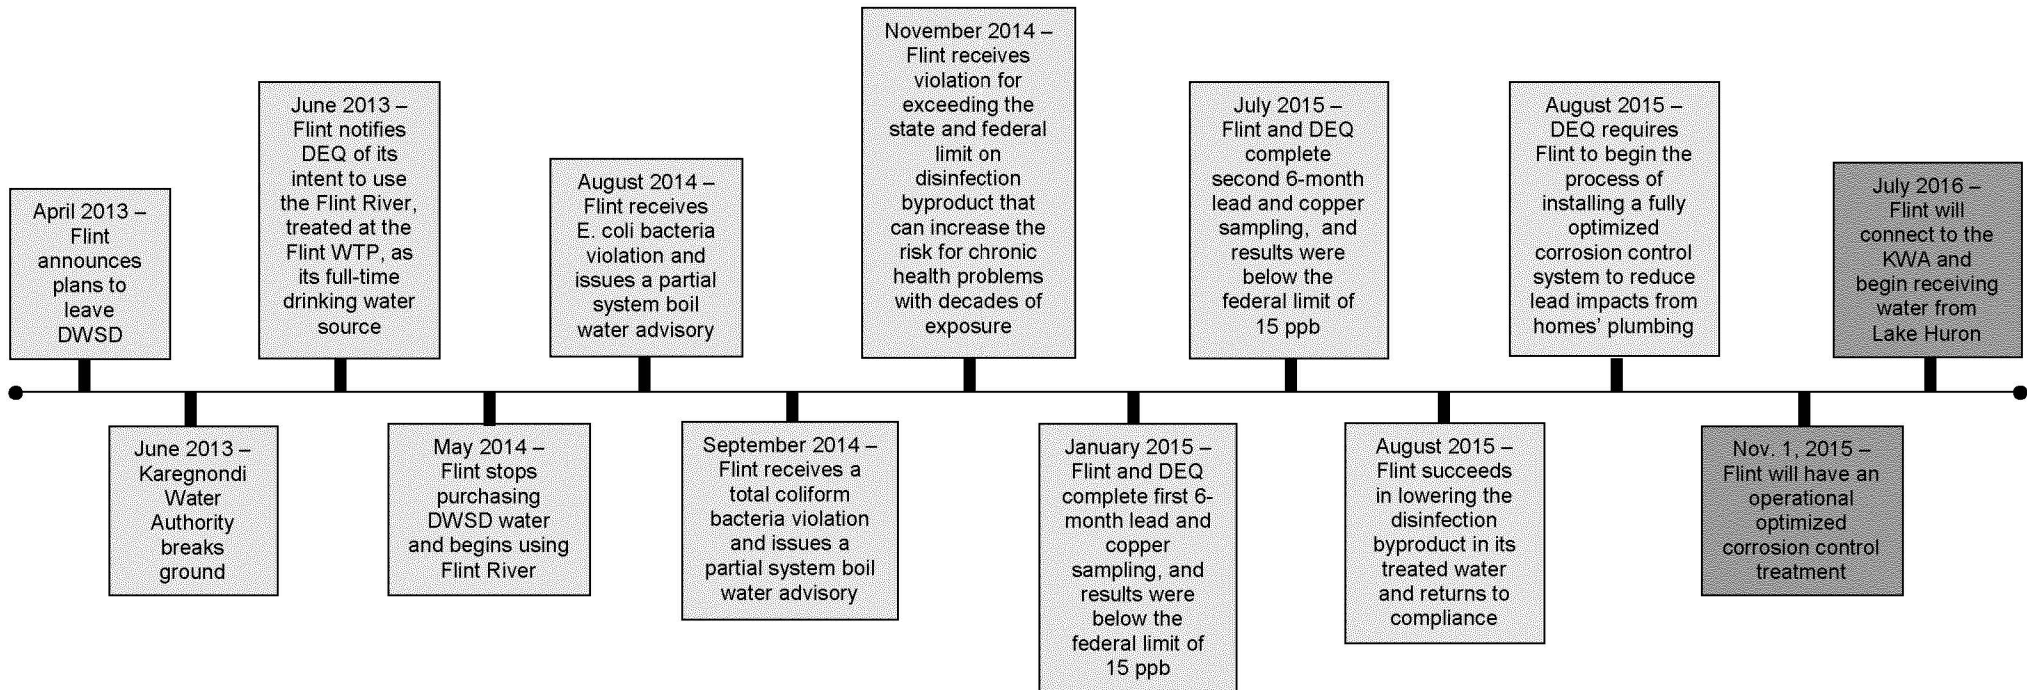 April 2013 –
Flint
announces
plans to
leave
DWSD
June 2013 –
Karegnondi
Water
Authority
breaks
ground
June 2013 –
Flint notifies
DEQ of its
intent to use
the Flint River,
treated at the
Flint WTP, as
its full-time
drinking water
source
May 2014 –
Flint stops
purchasing
DWSD water
and begins using
Flint River
August 2014 –
Flint receives
E. coli bacteria
violation and
issues a partial
system boil
water advisory
September 2014 –
Flint receives a
total coliform
bacteria violation
and issues a
partial system boil
water advisory
November 2014 –
Flint receives
violation for
exceeding the
state and federal
limit on
disinfection
byproduct that
can increase the
risk for chronic
health problems
with decades of
exposure
January 2015 –
Flint and DEQ
complete first 6-
month lead and
copper
sampling, and
results were
below the
federal limit of
15 ppb
July 2015 –
Flint and DEQ
complete
second 6-month
lead and copper
sampling, and
results were
below the
federal limit of
15 ppb
August 2015 –
Flint succeeds
in lowering the
disinfection
byproduct in its
treated water
and returns to
compliance
August 2015 –
DEQ requires
Flint to begin the
process of
installing a fully
optimized
corrosion control
system to reduce
lead impacts from
homes' plumbing
Nov. 1, 2015 –
Flint will have an
operational
optimized
corrosion control
treatment
July 2016 –
Flint will
connect to the
KWA and
begin receiving
water from
Lake Huron